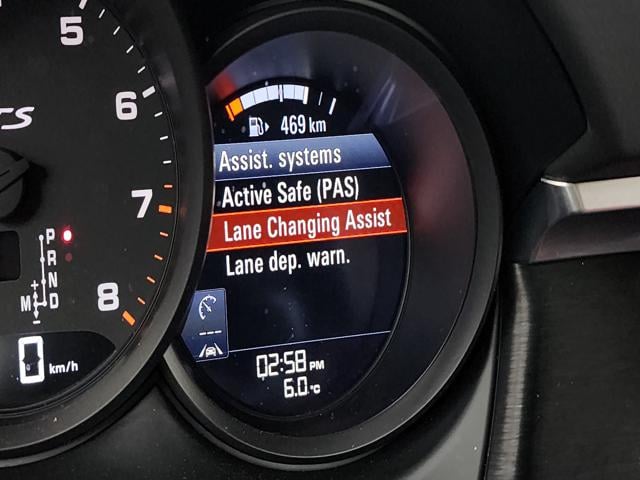 5
6
TS
7
8
P
R
N
M D
+
-
0 km/h
469 km
Assist. systems
Active Safe (PAS)
Lane Changing Assist
Lane dep. warn.
---
02:58 PM
6.0 °C